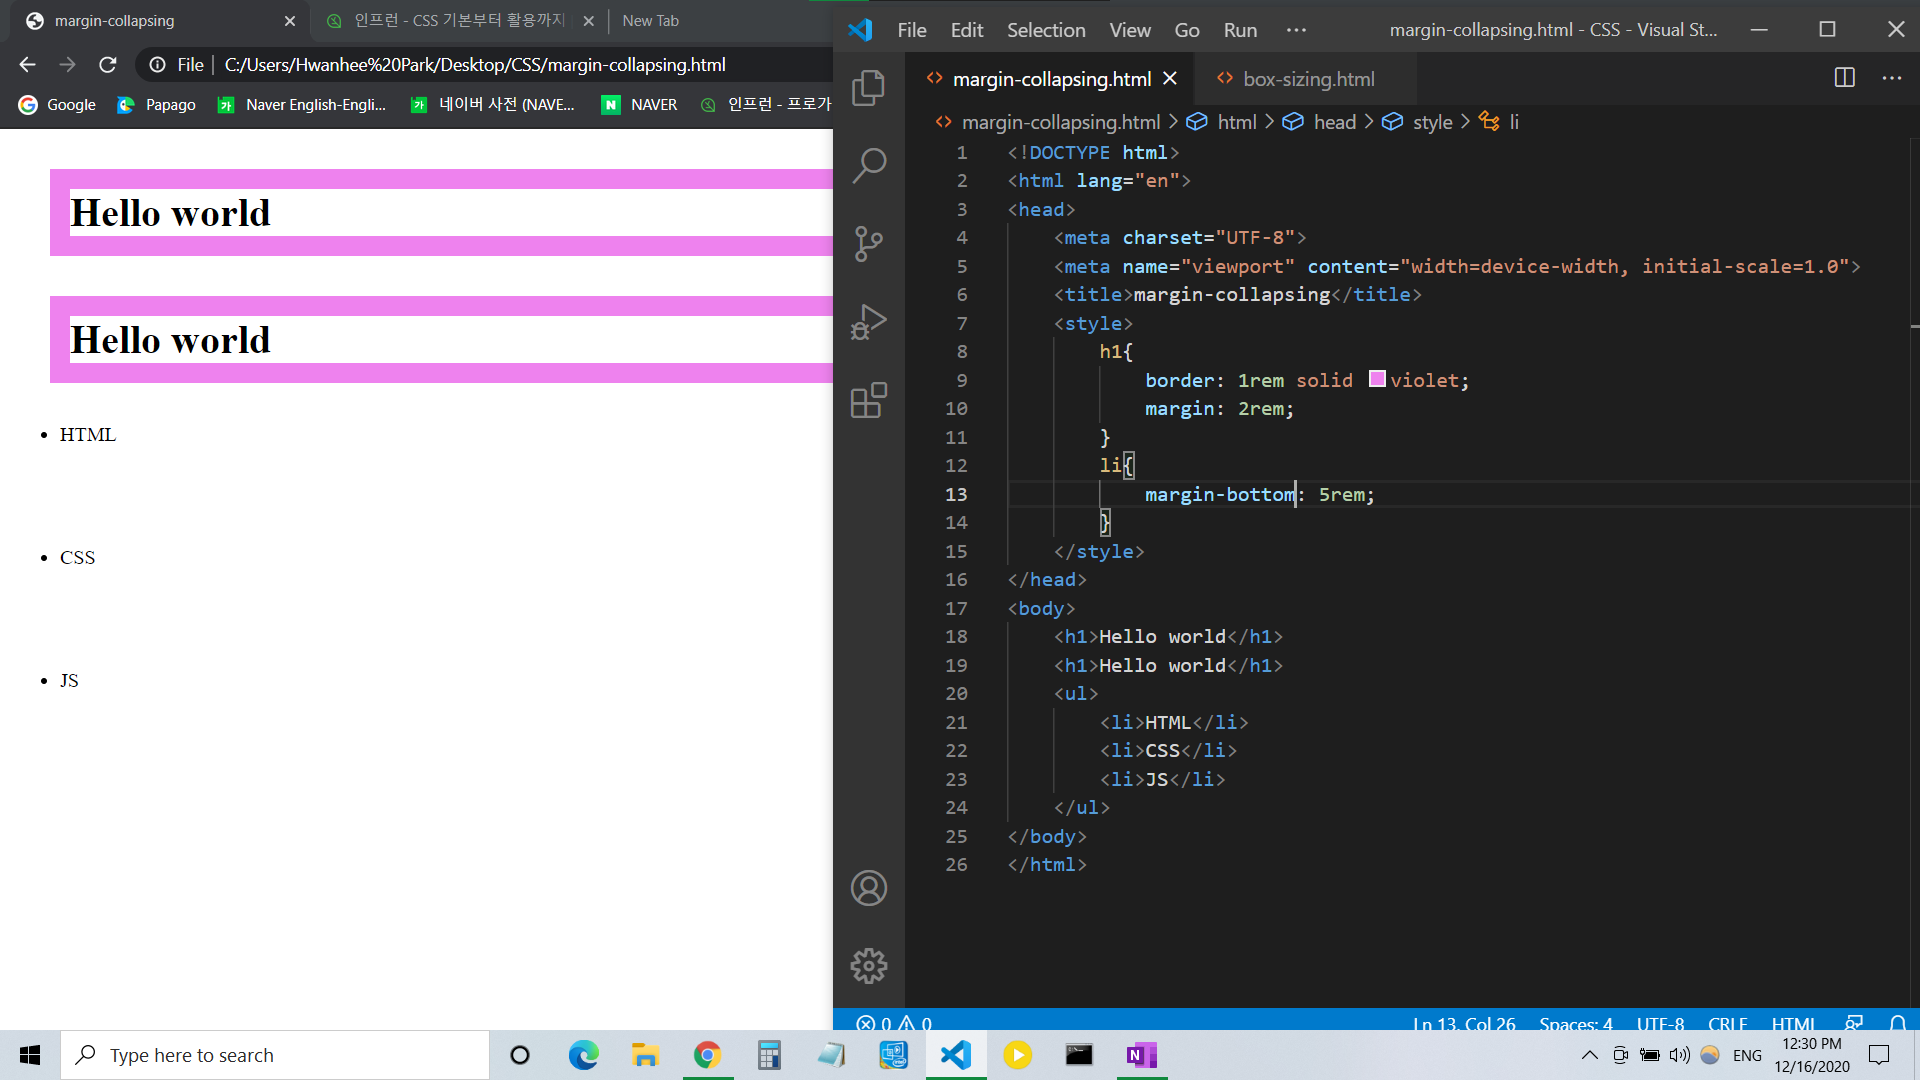 margin-collapsing
인프런 - CSS 기본부터 활용까지
New Tab
File
C:/Users/Hwanhee%20Park/Desktop/CSS/margin-collapsing.html
Google
Papago
Naver English-Engli...
네이버 사전 (NAVE...
NAVER
인프런 - 프로가
Hello world
Hello world
• HTML
• CSS
• JS
File Edit Selection View Go Run ···
margin-collapsing.html - CSS - Visual St...
margin-collapsing.html
box-sizing.html
margin-collapsing.html > html > head > style > li
1 <!DOCTYPE html>
2 <html lang="en">
3 <head>
4     <meta charset="UTF-8">
5     <meta name="viewport" content="width=device-width, initial-scale=1.0">
6     <title>margin-collapsing</title>
7     <style>
8         h1{
9             border: 1rem solid violet;
10             margin: 2rem;
11         }
12         li{
13             margin-bottom: 5rem;
14         }
15     </style>
16 </head>
17 <body>
18     <h1>Hello world</h1>
19     <h1>Hello world</h1>
20     <ul>
21         <li>HTML</li>
22         <li>CSS</li>
23         <li>JS</li>
24     </ul>
25 </body>
26 </html>
0 0
Ln 13, Col 26
Spaces: 4
UTF-8
CRLF
HTML
Type here to search
ENG
12:30 PM
12/16/2020